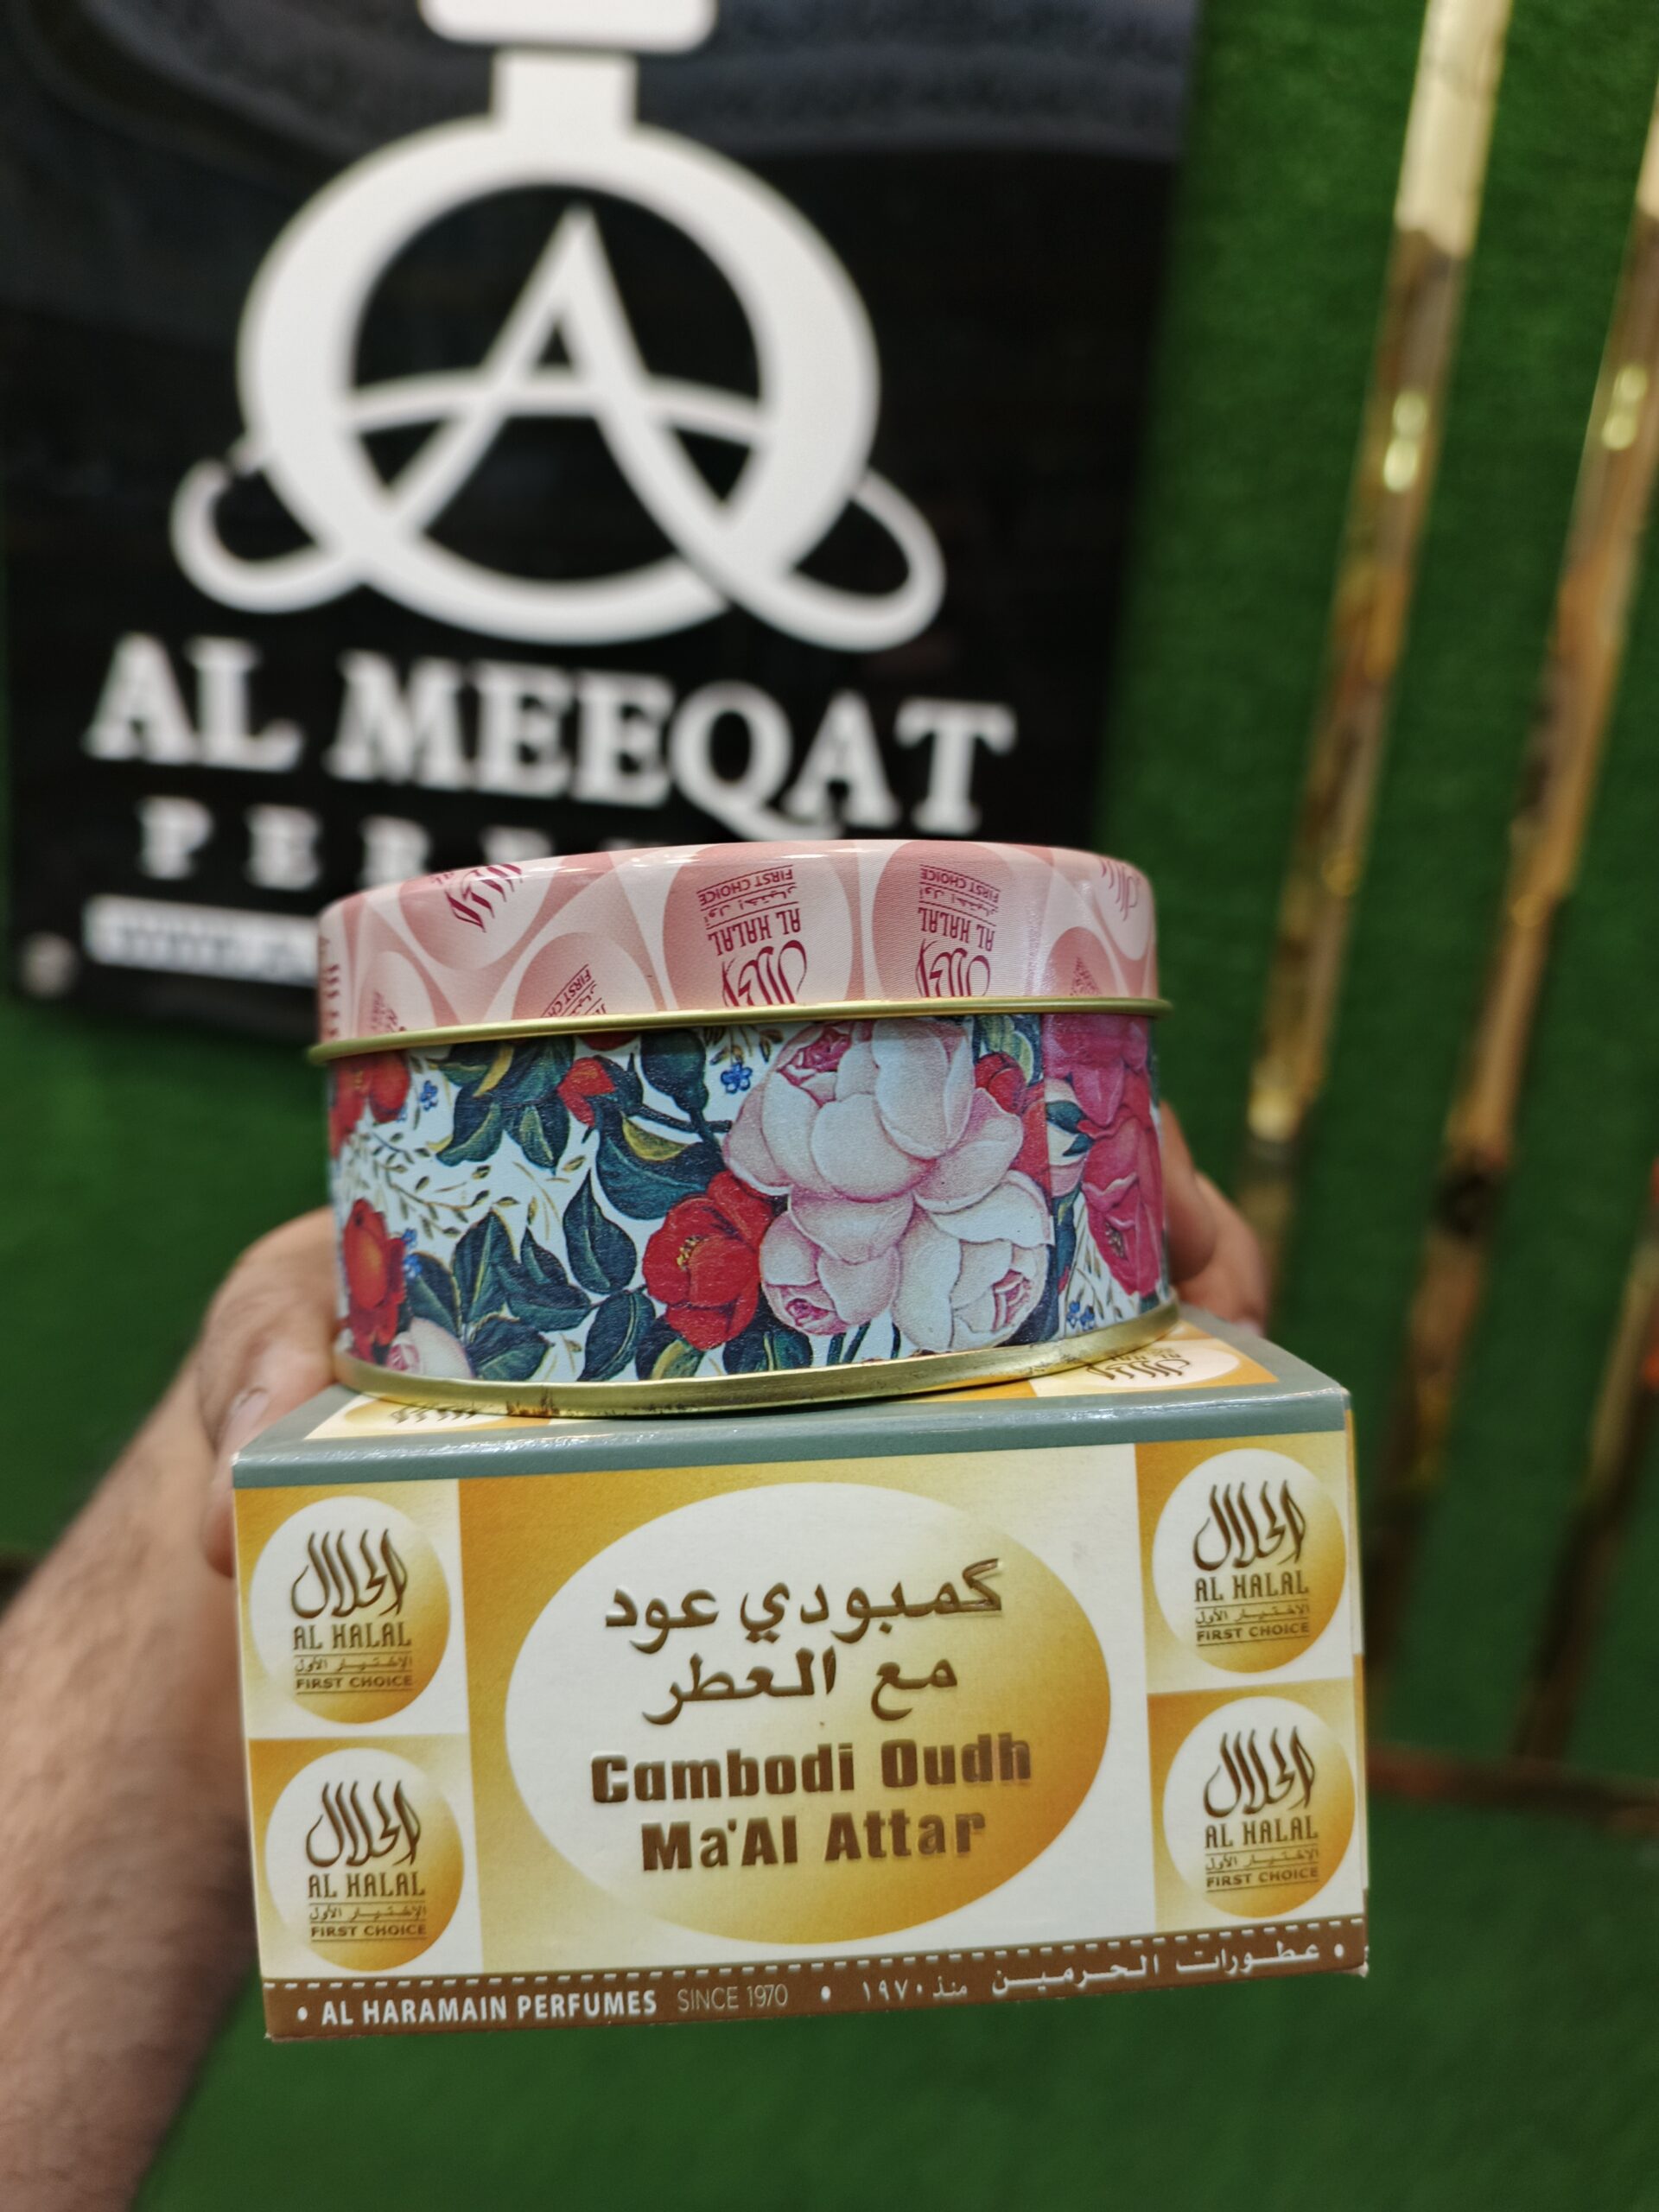 AL MEEQAT
AL HALAL
FIRST CHOICE
AL HALAL
FIRST CHOICE
كمبودي عود
مع العطر
Cambodi Oudh
Ma'Al Attar
الحلال
AL HALAL
الاختيار الأول
FIRST CHOICE
الحلال
AL HALAL
الاختيار الأول
FIRST CHOICE
الحلال
AL HALAL
الاختيار الأول
FIRST CHOICE
الحلال
AL HALAL
الاختيار الأول
FIRST CHOICE
• AL HARAMAIN PERFUMES SINCE 1970 • عطورات الحرمين منذ ١٩٧٠ •